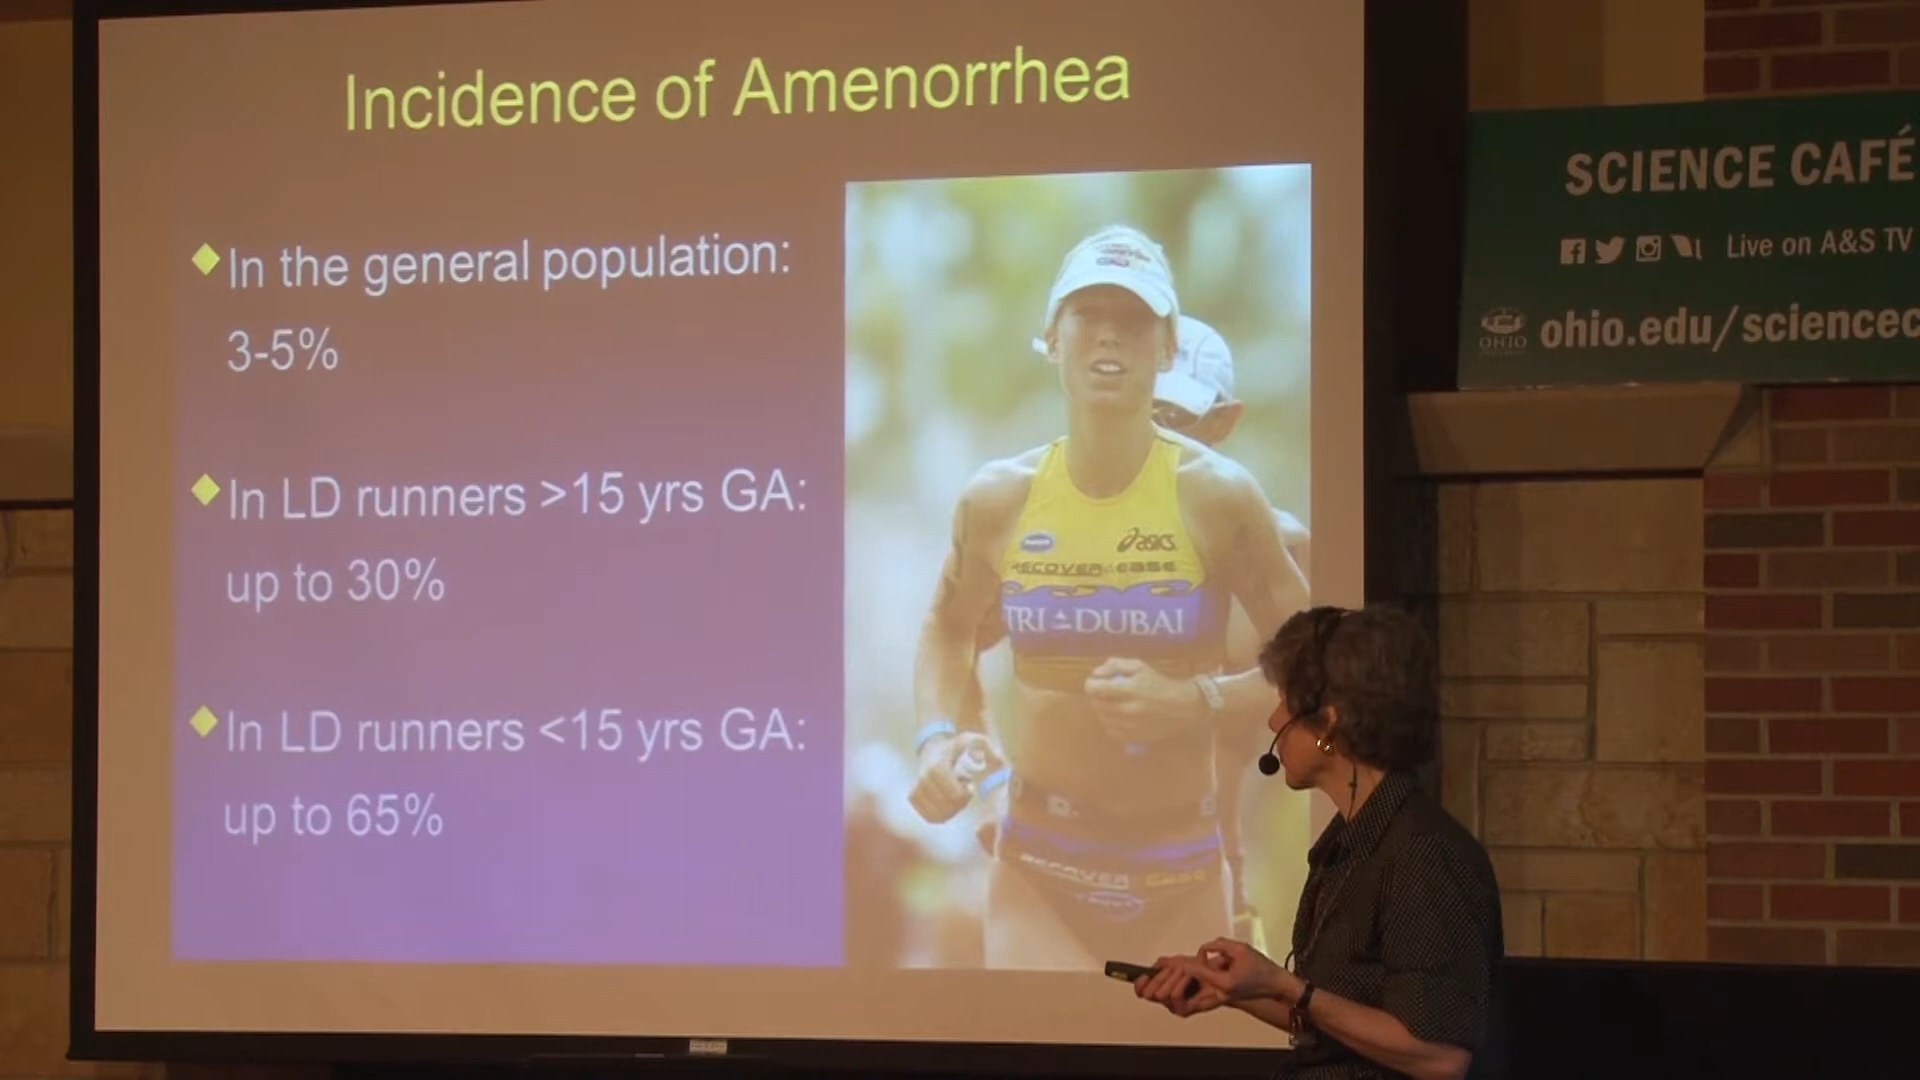 Incidence of Amenorrhea
In the general population:
3-5%
In LD runners >15 yrs GA:
up to 30%
In LD runners <15 yrs GA:
up to 65%
asics
RECOVER EASE
TRI DUBAI
RECOVER EASE
SCIENCE CAFÉ
Live on A&S TV
OHIO
ohio.edu/sciencec